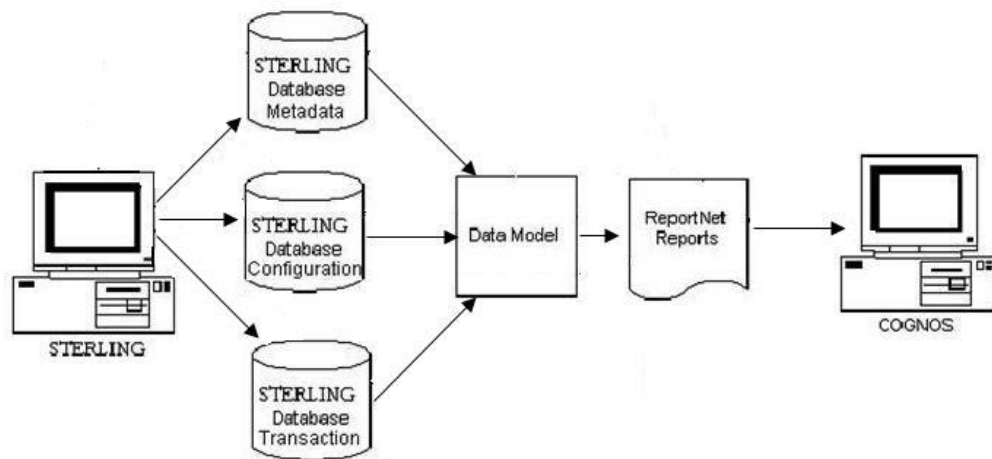 STERLING
Database
Metadata
STERLING
Database
Configuration
STERLING
Database
Transaction
STERLING
Data Model
ReportNet
Reports
COGNOS